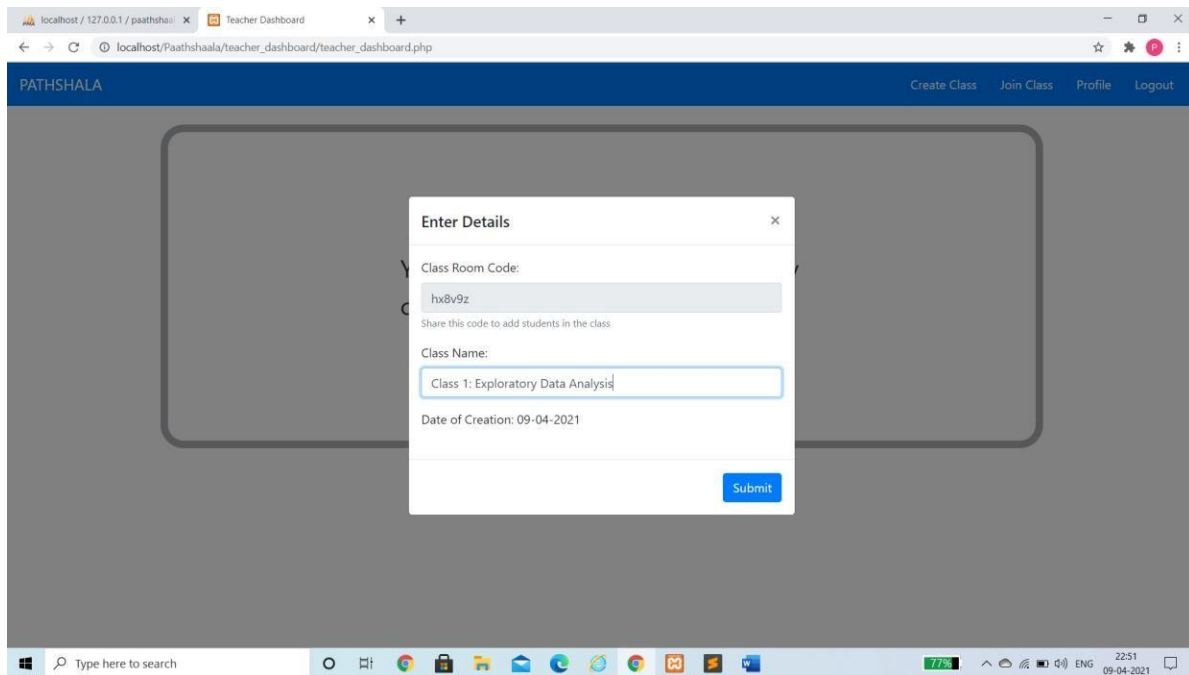 localhost / 127.0.0.1 / paathshaal
Teacher Dashboard
localhost/Paathshaala/teacher_dashboard/teacher_dashboard.php
P
PATHSHALA
Create Class Join Class Profile Logout
Enter Details
Class Room Code:
hx8v9z
Share this code to add students in the class
Class Name:
Class 1: Exploratory Data Analysis
Date of Creation: 09-04-2021
Submit
Type here to search
77%
ENG
22:51
09-04-2021